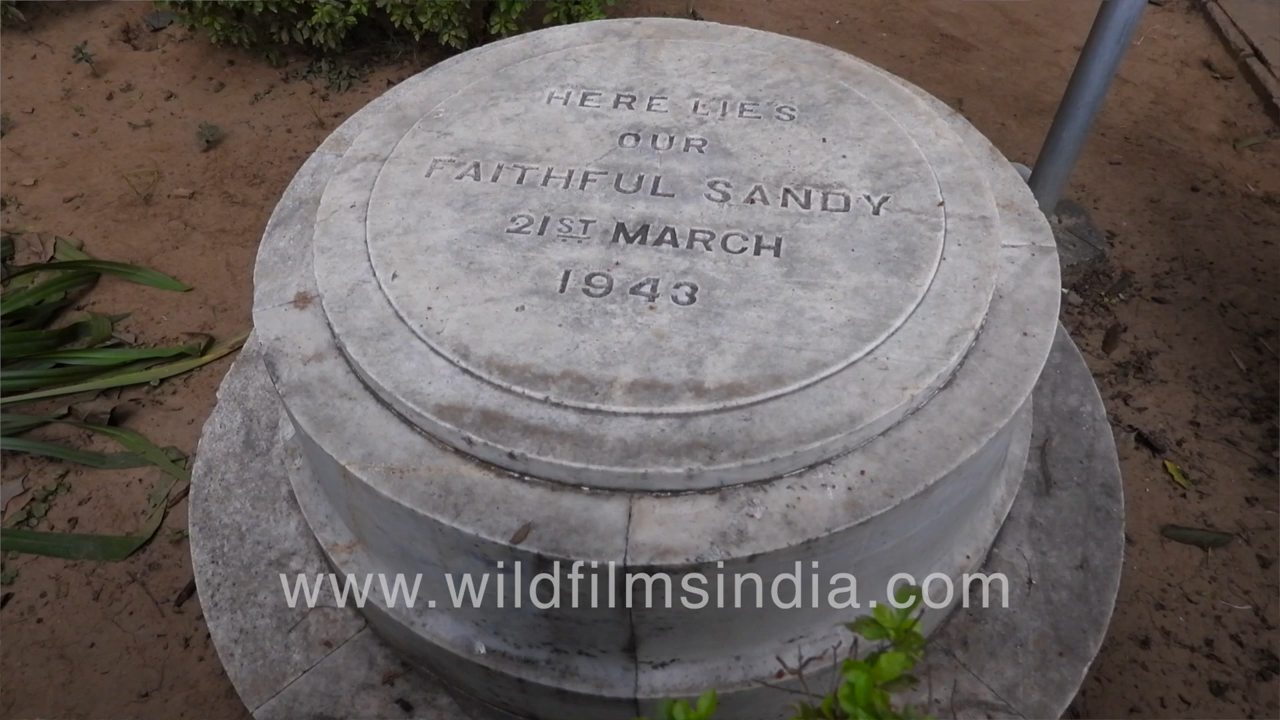 HERE LIES
OUR
FAITHFUL SANDY
21ST MARCH
1943
www.wildfilmsindia.com